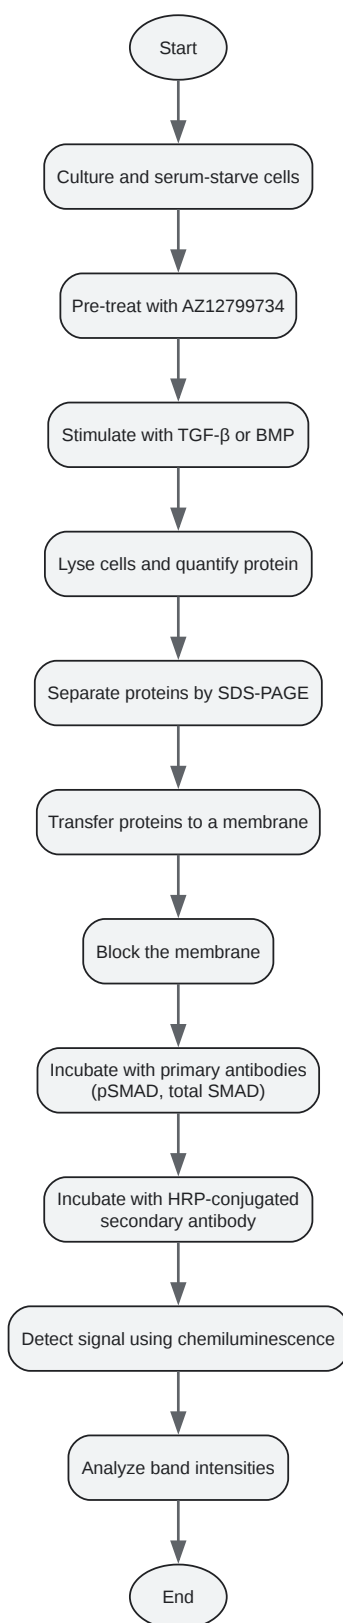 Start
Culture and serum-starve cells
Pre-treat with AZ12799734
Stimulate with TGF-β or BMP
Lyse cells and quantify protein
Separate proteins by SDS-PAGE
Transfer proteins to a membrane
Block the membrane
Incubate with primary antibodies
(pSMAD, total SMAD)
Incubate with HRP-conjugated
secondary antibody
Detect signal using chemiluminescence
Analyze band intensities
End